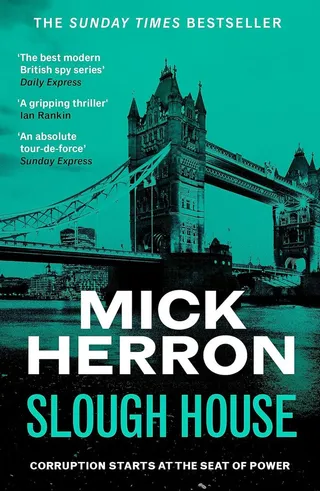 THE SUNDAY TIMES BESTSELLER
‘The best modern
British spy series’
Daily Express
‘A gripping thriller’
Ian Rankin
‘An absolute
tour-de-force’
Sunday Express
MICK
HERRON
SLOUGH HOUSE
CORRUPTION STARTS AT THE SEAT OF POWER